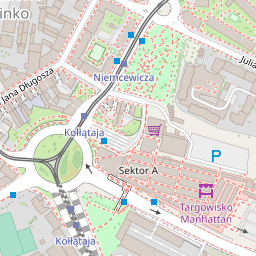 inko
Julia
Niemcewicza
Jana Długosza
Kołłątaja
P
Sektor A
Targowisko
Manhattan
Kołłątaja